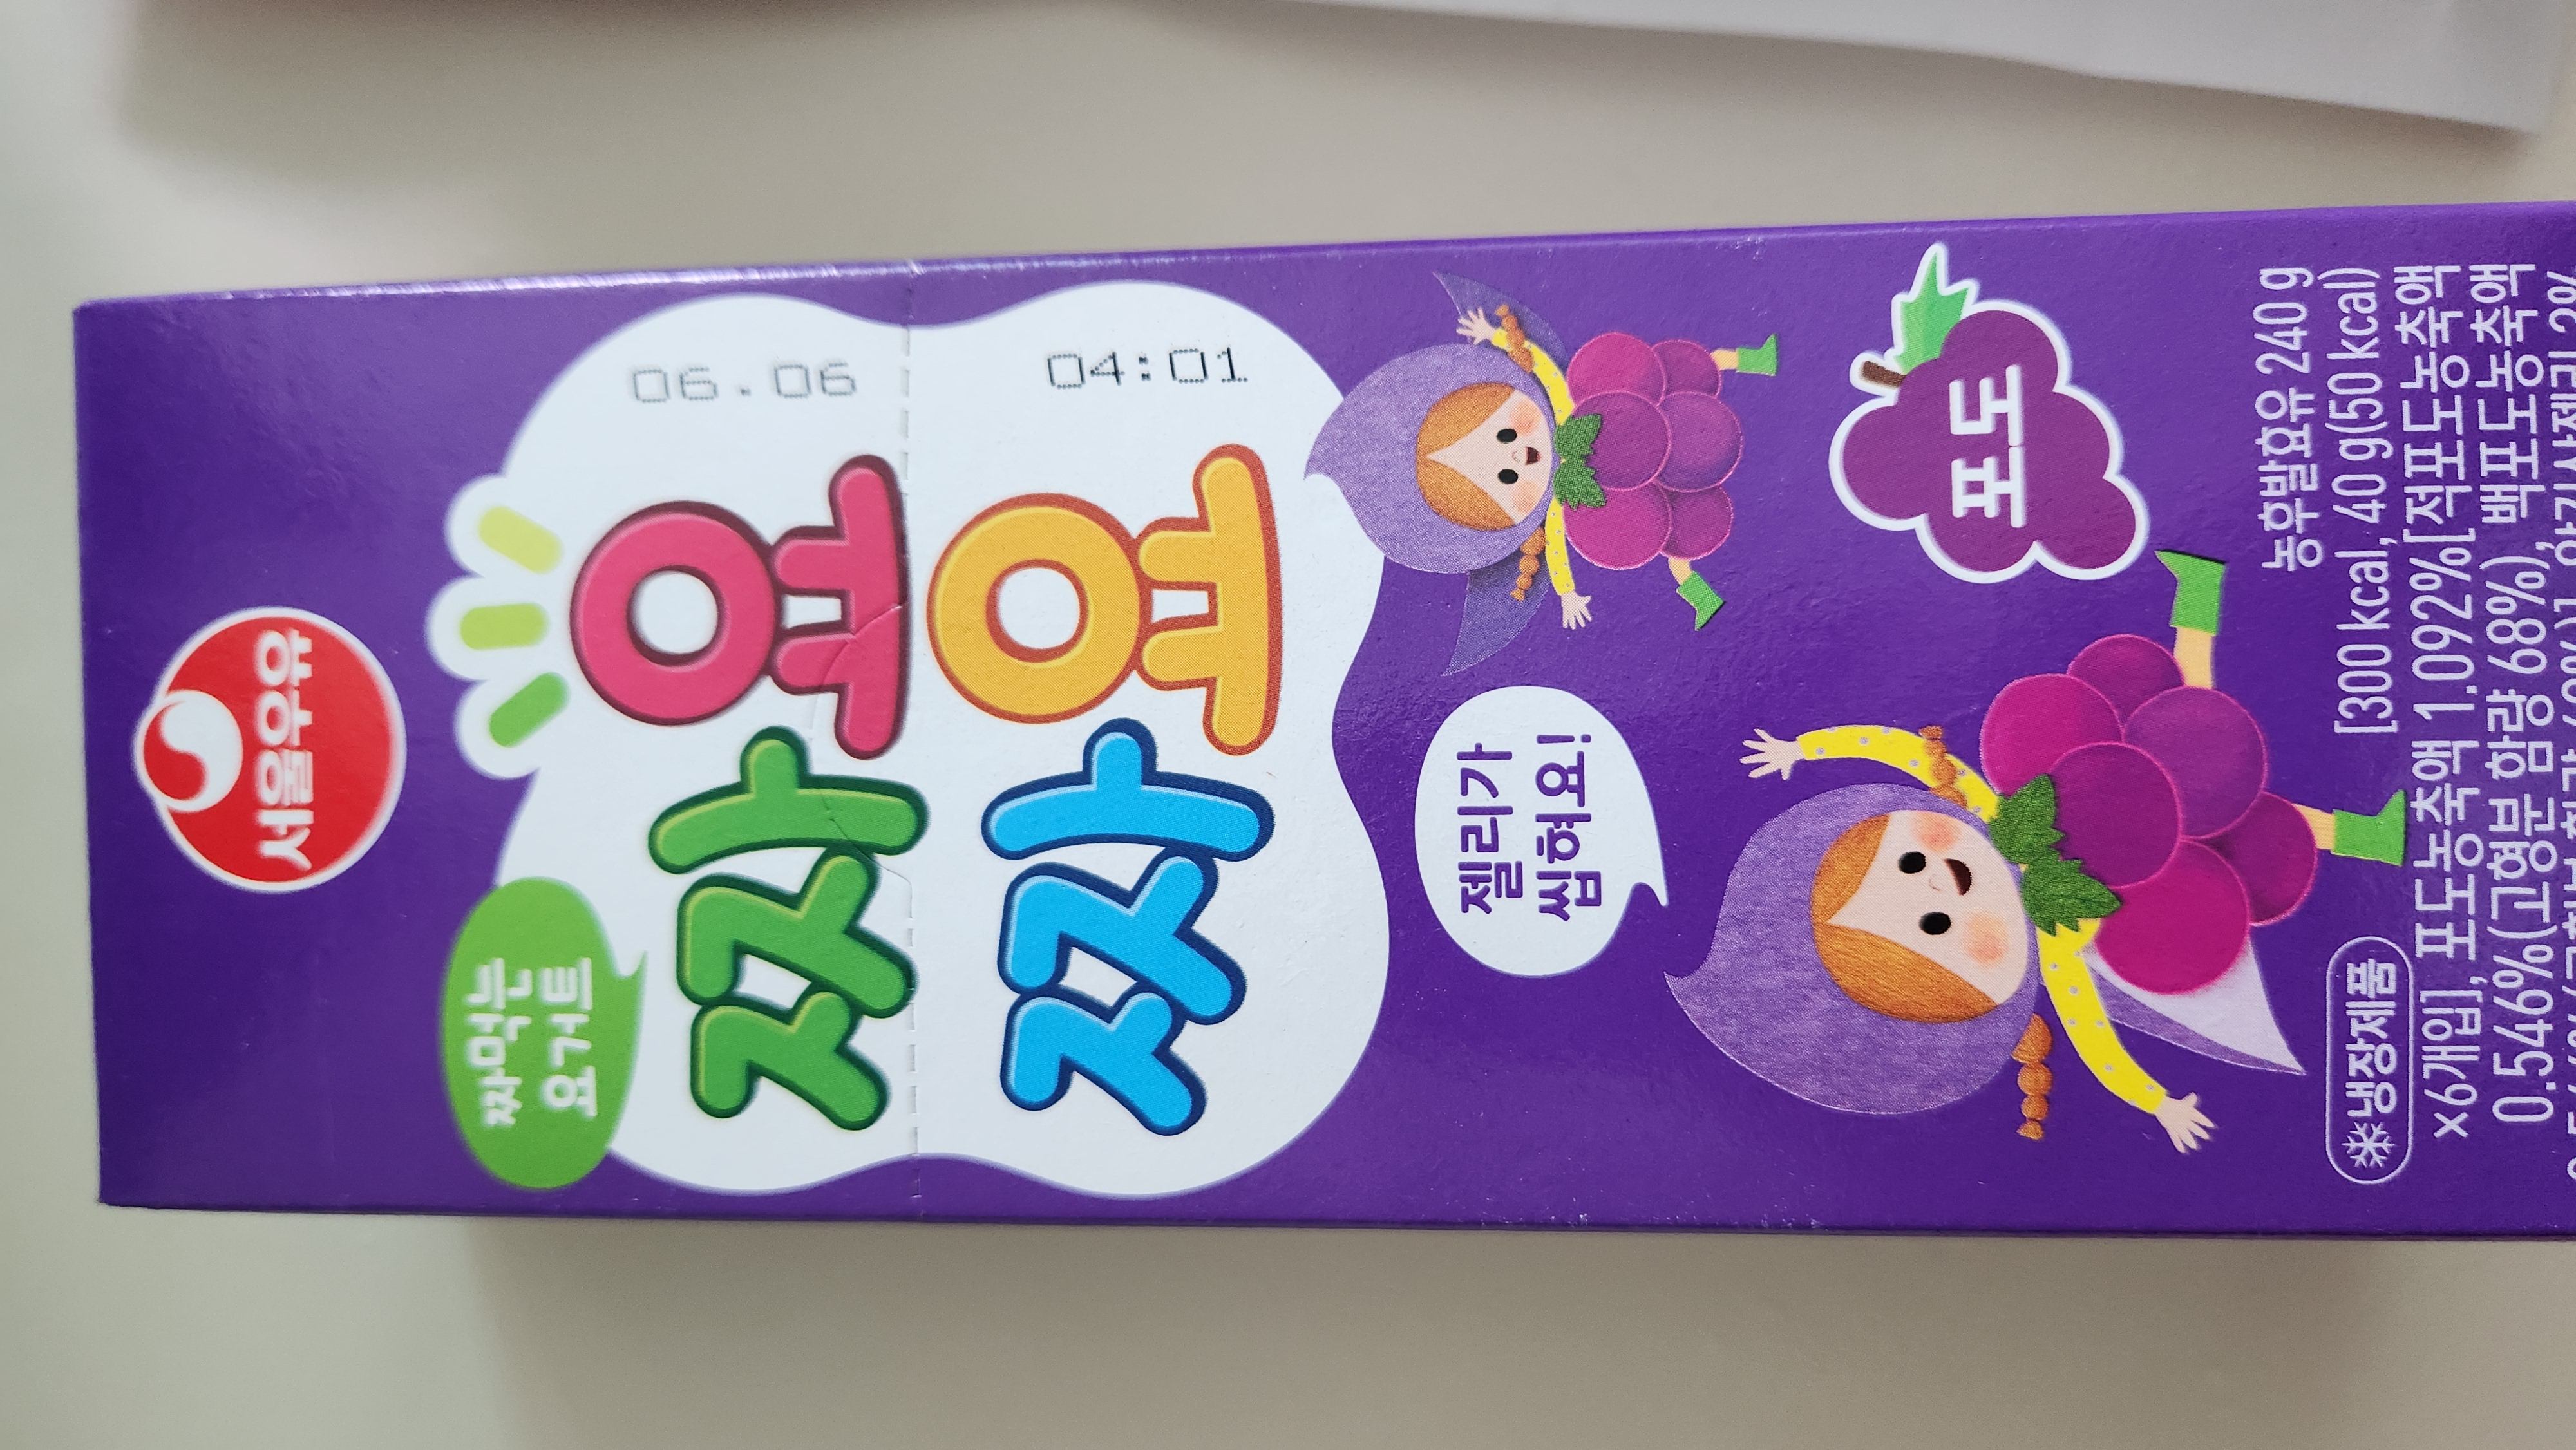 서울우유
짜먹는
요거트
짜요
짜요
06.06
04:01
젤리가
씹혀요!
포도
농후발효유 240 g
[300 kcal, 40 g(50 kcal)
냉장제품
x6개입], 포도농축액 1.092%[적포도농축액
0.546%(고형분 함량 68%), 백포도농축액